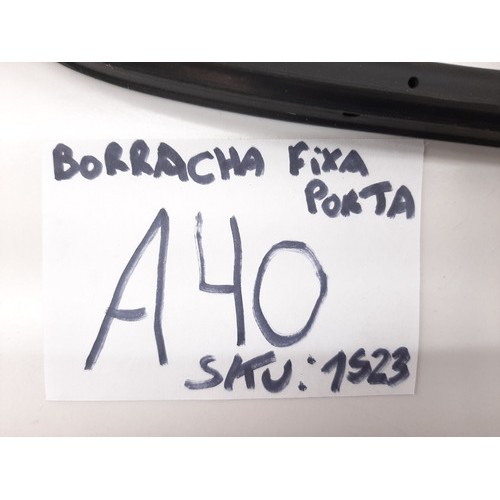 BORRACHA FiXA
PORTA
A40
SKU: 1523